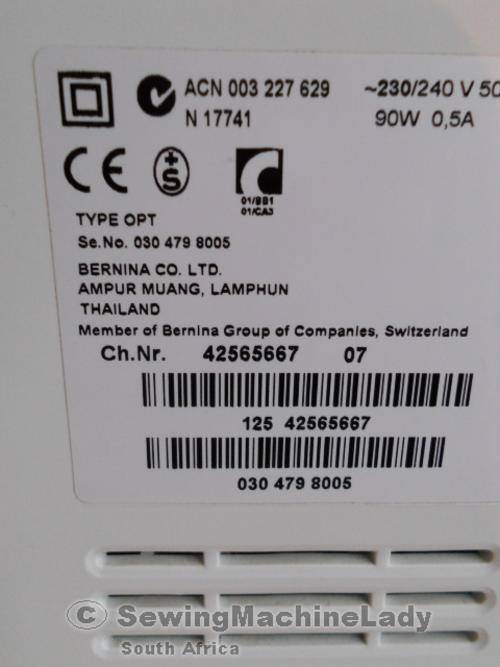 ACN 003 227 629 ~230/240 V 50
N 17741 90W 0,5A
CE +S
01/BB1
01/CA3
TYPE OPT
Se.No. 030 479 8005
BERNINA CO. LTD.
AMPUR MUANG, LAMPHUN
THAILAND
Member of Bernina Group of Companies, Switzerland
Ch.Nr. 42565667 07
125 42565667
030 479 8005
© SewingMachineLady
South Africa